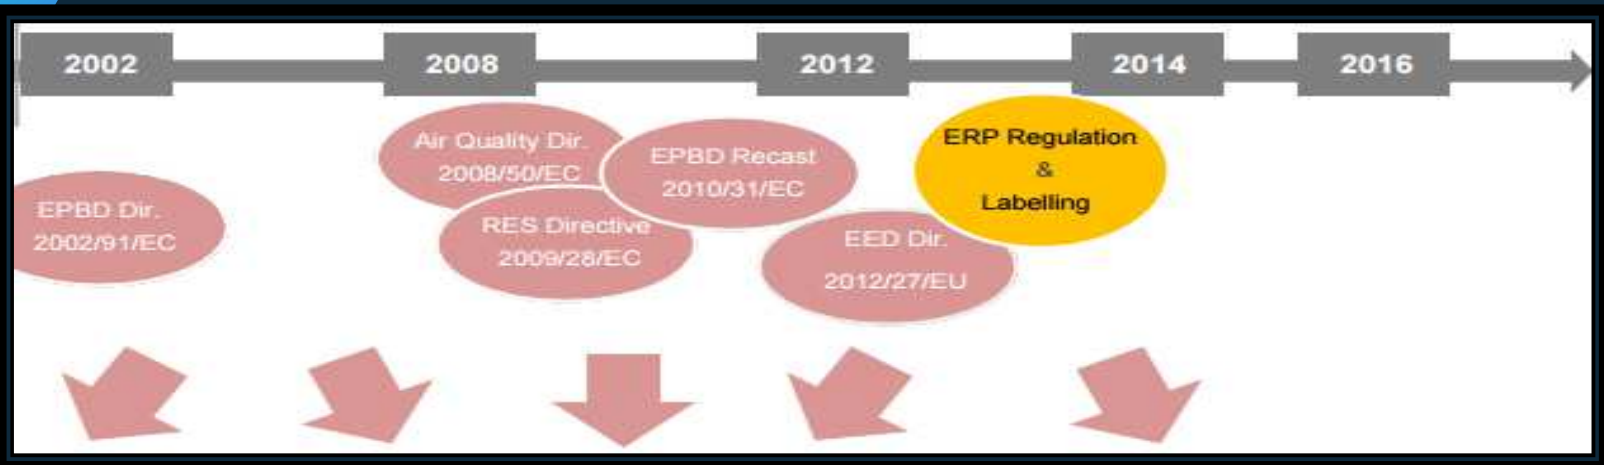 2002
2008
2012
2014
2016
EPBD Dir.
2002/91/EC
Air Quality Dir.
2008/50/EC
RES Directive
2009/28/EC
EPBD Recast
2010/31/EC
EED Dir.
2012/27/EU
ERP Regulation
&
Labelling